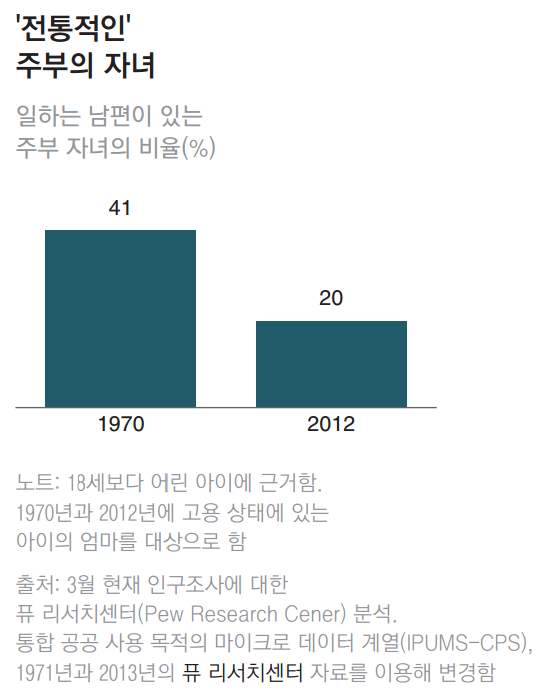 '전통적인'
주부의 자녀
일하는 남편이 있는
주부 자녀의 비율(%)
41
20
1970
2012
노트: 18세보다 어린 아이에 근거함.
1970년과 2012년에 고용 상태에 있는
아이의 엄마를 대상으로 함
출처: 3월 현재 인구조사에 대한
퓨 리서치센터(Pew Research Cener) 분석.
통합 공공 사용 목적의 마이크로 데이터 계열(IPUMS-CPS),
1971년과 2013년의 퓨 리서치센터 자료를 이용해 변경함